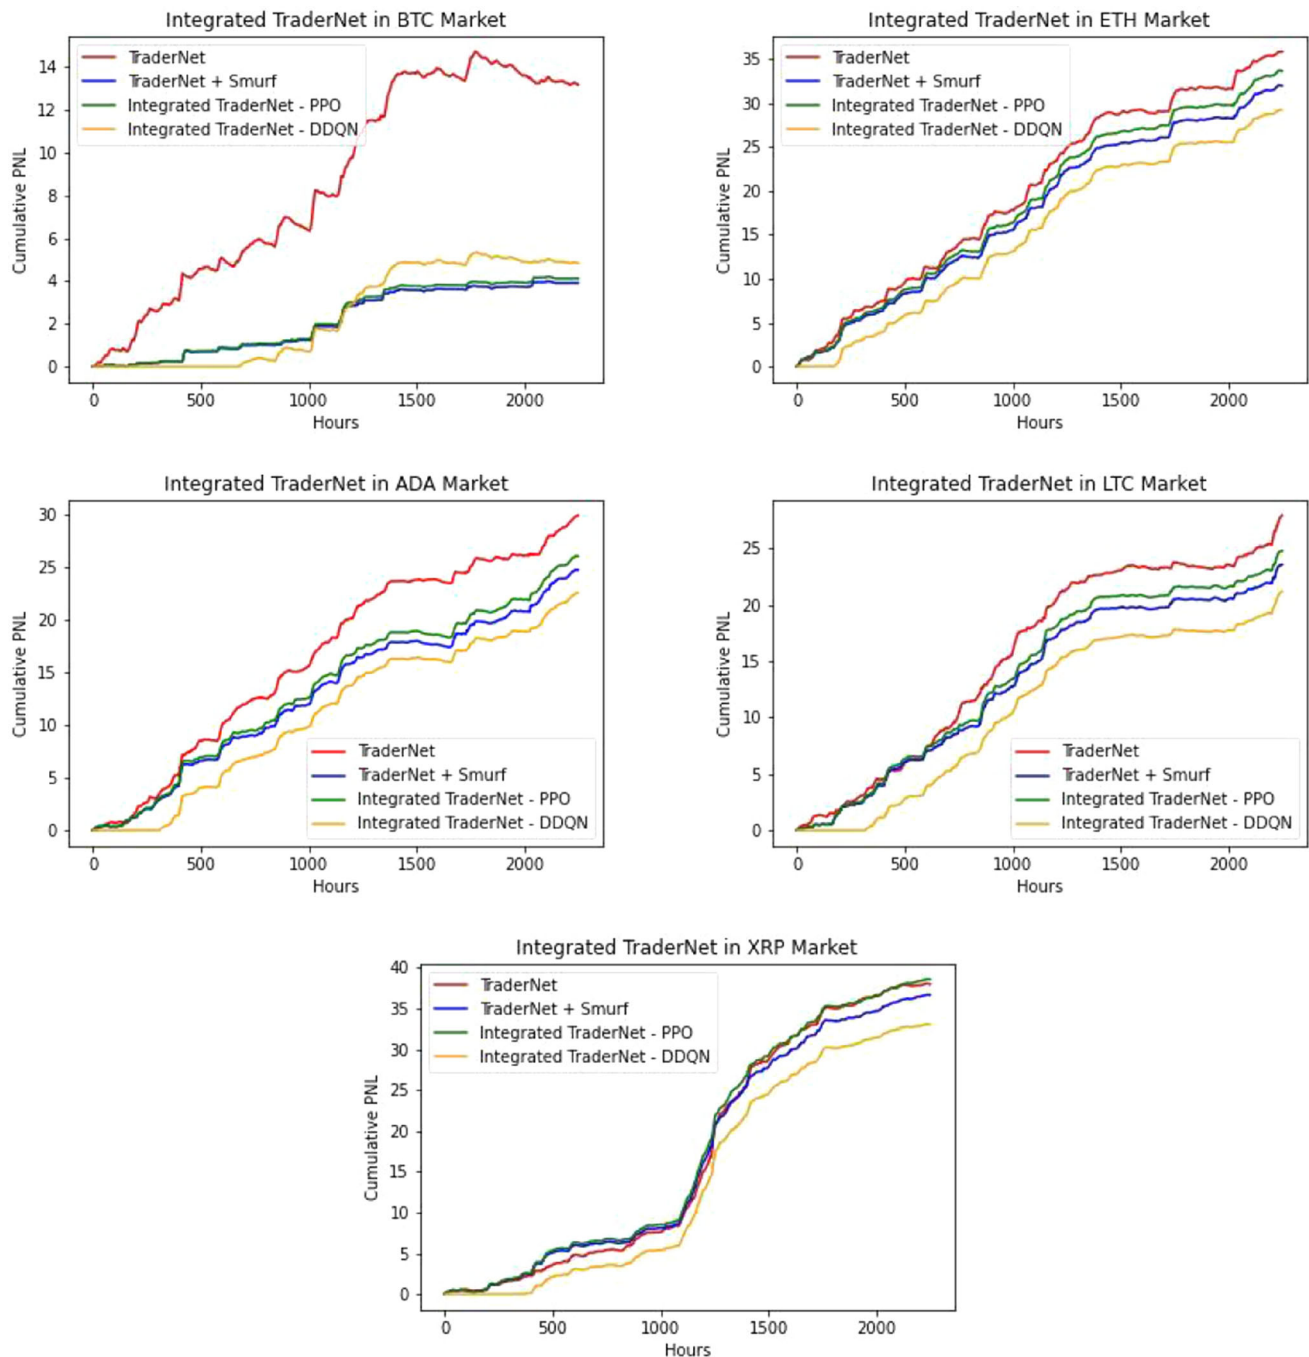 Integrated TraderNet in BTC Market
TraderNet
TraderNet + Smurf
Integrated TraderNet - PPO
Integrated TraderNet - DDQN
14
12
10
8
6
4
2
0
Cumulative PNL
0 500 1000 1500 2000
Hours
Integrated TraderNet in ETH Market
TraderNet
TraderNet + Smurf
Integrated TraderNet - PPO
Integrated TraderNet - DDQN
35
30
25
20
15
10
5
0
Cumulative PNL
0 500 1000 1500 2000
Hours
Integrated TraderNet in ADA Market
30
25
20
15
10
5
0
Cumulative PNL
TraderNet
TraderNet + Smurf
Integrated TraderNet - PPO
Integrated TraderNet - DDQN
0 500 1000 1500 2000
Hours
Integrated TraderNet in LTC Market
25
20
15
10
5
0
Cumulative PNL
TraderNet
TraderNet + Smurf
Integrated TraderNet - PPO
Integrated TraderNet - DDQN
0 500 1000 1500 2000
Hours
Integrated TraderNet in XRP Market
TraderNet
TraderNet + Smurf
Integrated TraderNet - PPO
Integrated TraderNet - DDQN
40
35
30
25
20
15
10
5
0
Cumulative PNL
0 500 1000 1500 2000
Hours